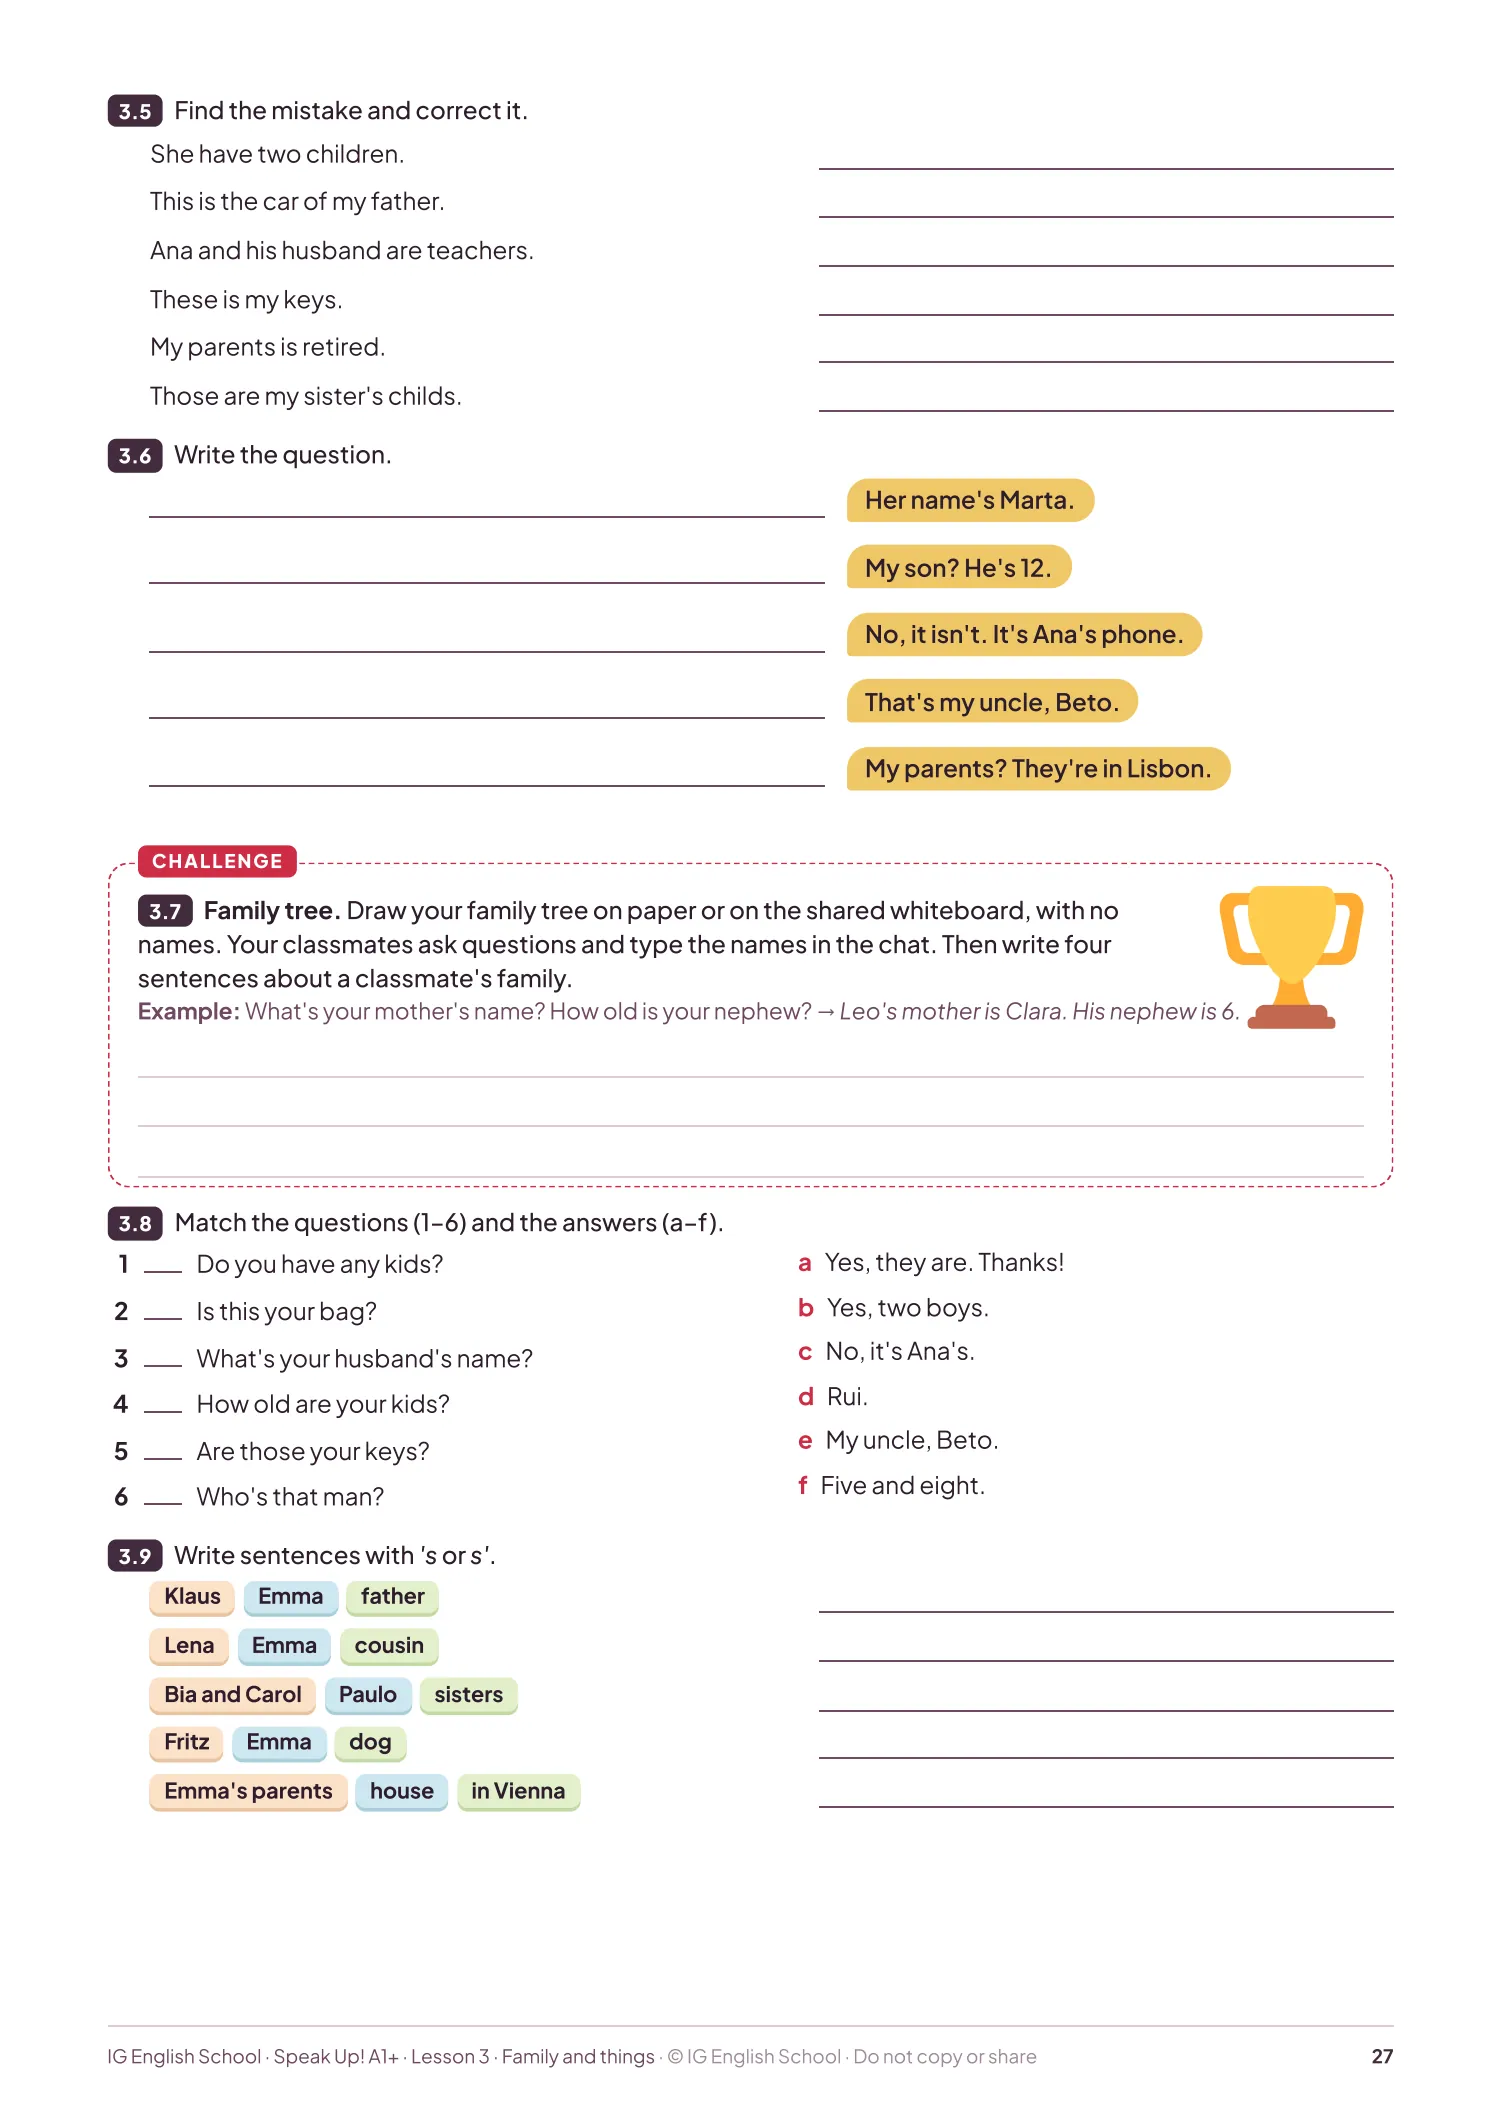 3.5 Find the mistake and correct it.
She have two children.
This is the car of my father.
Ana and his husband are teachers.
These is my keys.
My parents is retired.
Those are my sister's childs.
3.6 Write the question.
Her name's Marta.
My son? He's 12.
No, it isn't. It's Ana's phone.
That's my uncle, Beto.
My parents? They're in Lisbon.
CHALLENGE
3.7 Family tree. Draw your family tree on paper or on the shared whiteboard, with no
names. Your classmates ask questions and type the names in the chat. Then write four
sentences about a classmate's family.
Example: What's your mother's name? How old is your nephew? → Leo's mother is Clara. His nephew is 6.
3.8 Match the questions (1–6) and the answers (a–f).
1 ___ Do you have any kids?
2 ___ Is this your bag?
3 ___ What's your husband's name?
4 ___ How old are your kids?
5 ___ Are those your keys?
6 ___ Who's that man?
a Yes, they are. Thanks!
b Yes, two boys.
c No, it's Ana's.
d Rui.
e My uncle, Beto.
f Five and eight.
3.9 Write sentences with 's or s'.
Klaus Emma father
Lena Emma cousin
Bia and Carol Paulo sisters
Fritz Emma dog
Emma's parents house in Vienna
IG English School · Speak Up! A1+ · Lesson 3 · Family and things · © IG English School · Do not copy or share 27